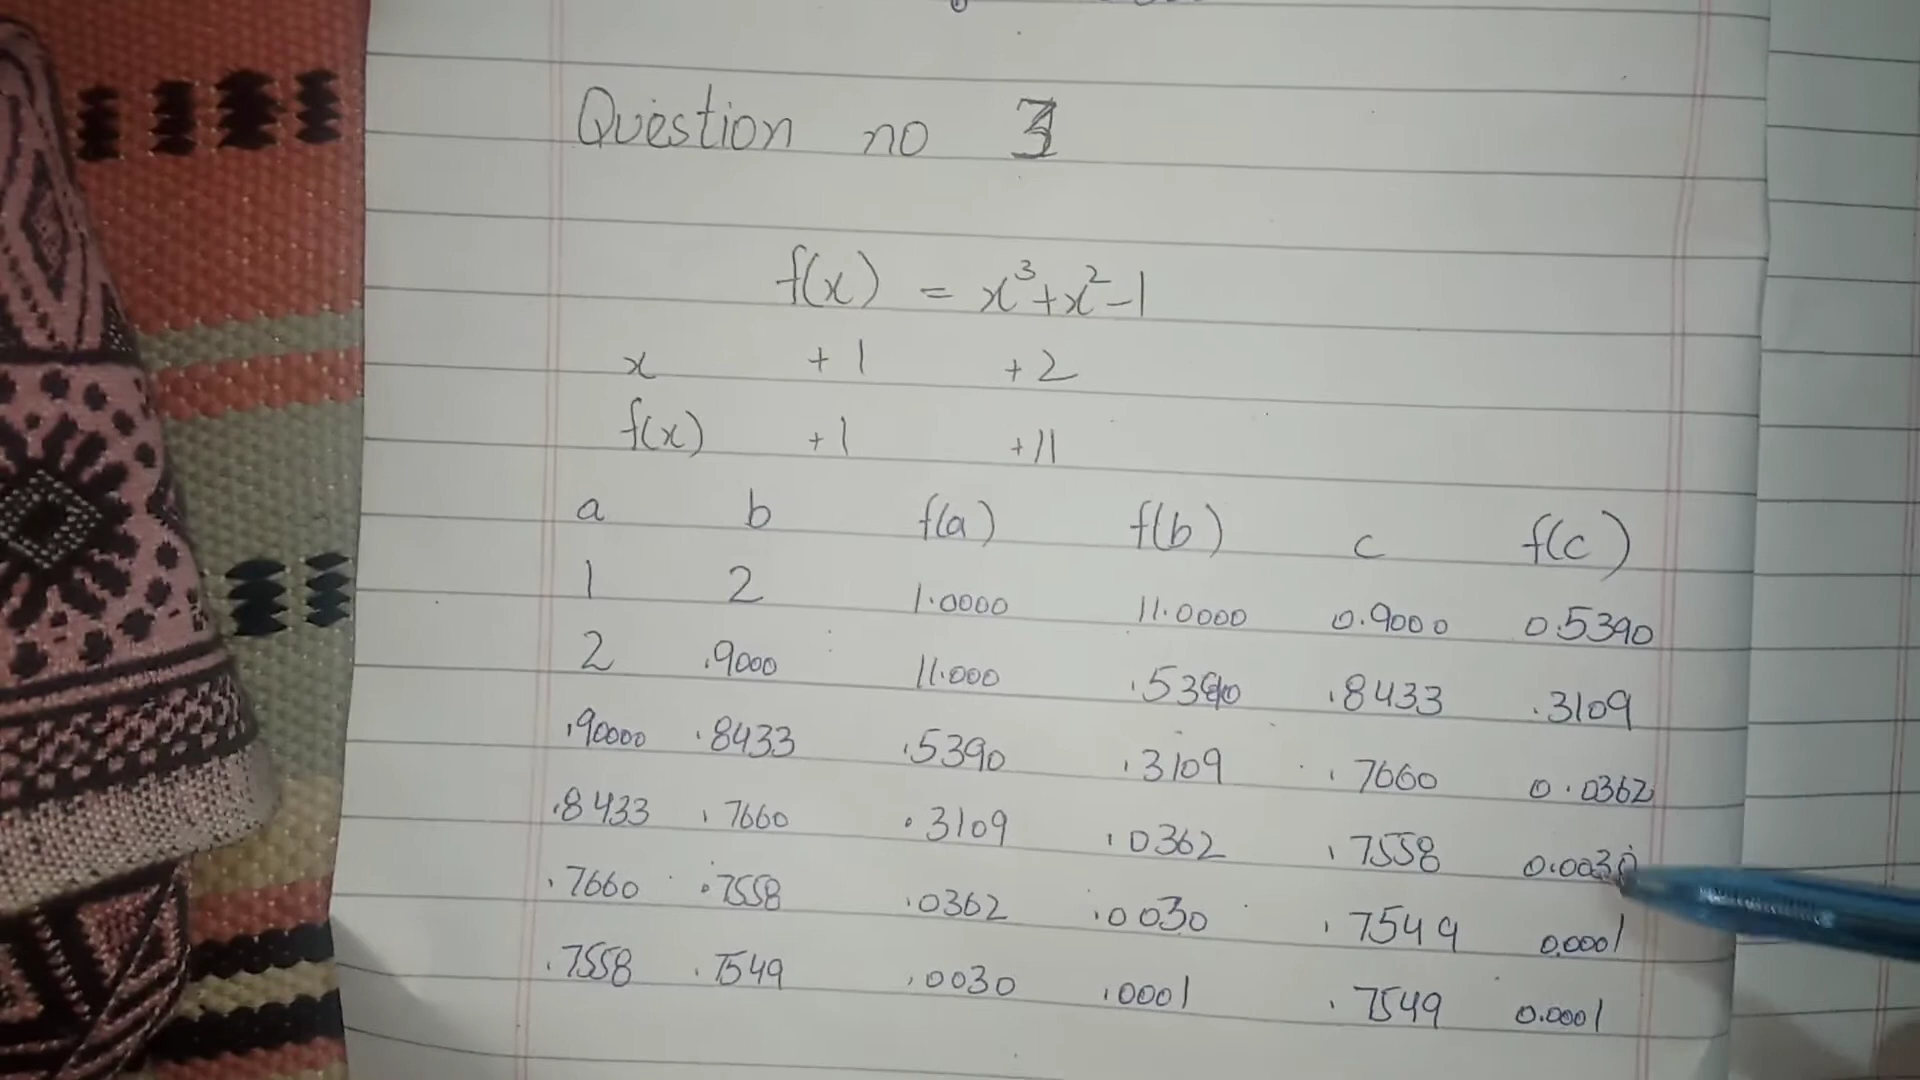 Question no 3
f(x) = x³+x²-1
x +1 +2
f(x) +1 +11
a b f(a) f(b) c f(c)
1 2 1.0000 11.0000 0.9000 0.5390
2 .9000 11.000 .5390 .8433 .3109
.90000 .8433 .5390 .3109 .7660 0.0362
.8433 .7660 .3109 .0362 .7558 0.0030
.7660 .7558 .0362 .0030 .7549 0.0001
.7558 .7549 .0030 .0001 .7549 0.0001